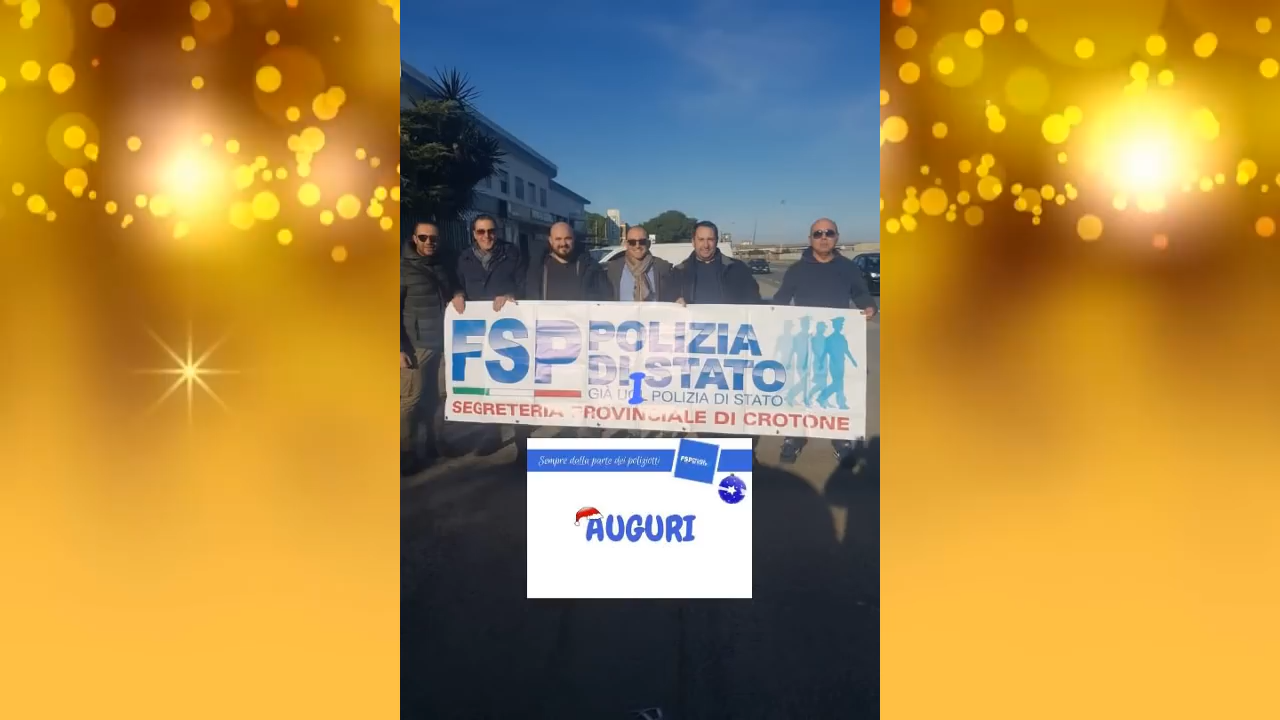 FSP POLIZIA
DI STATO
GIÀ UGL POLIZIA DI STATO
SEGRETERIA PROVINCIALE DI CROTONE
I
Sempre dalla parte dei poliziotti
FSP
AUGURI